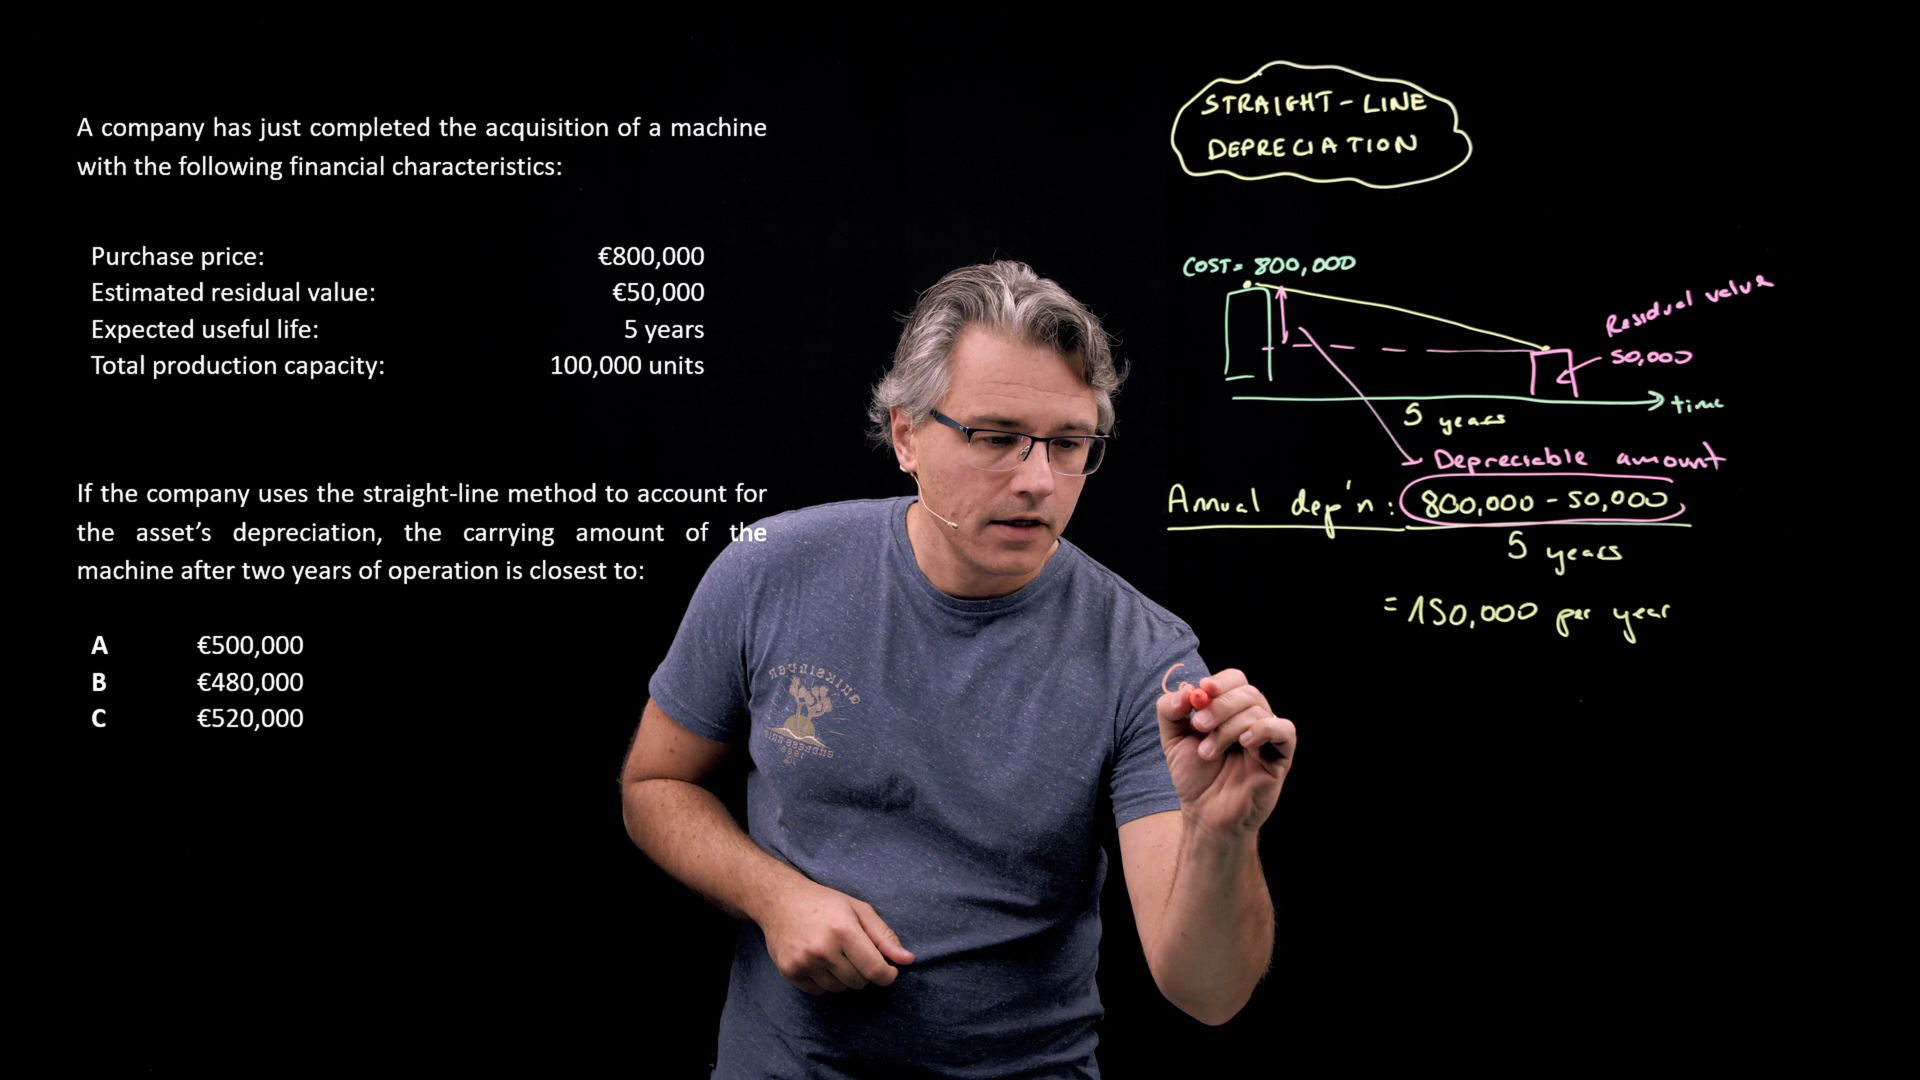 A company has just completed the acquisition of a machine
with the following financial characteristics:
Purchase price: €800,000
Estimated residual value: €50,000
Expected useful life: 5 years
Total production capacity: 100,000 units
If the company uses the straight-line method to account for
the asset’s depreciation, the carrying amount of the
machine after two years of operation is closest to:
A €500,000
B €480,000
C €520,000
STRAIGHT-LINE
DEPRECIATION
COST = 800,000
Residual value
50,000
time
5 years
Depreciable amount
Annual dep'n: 800,000 - 50,000
5 years
= 150,000 per year
QUIKSILVER